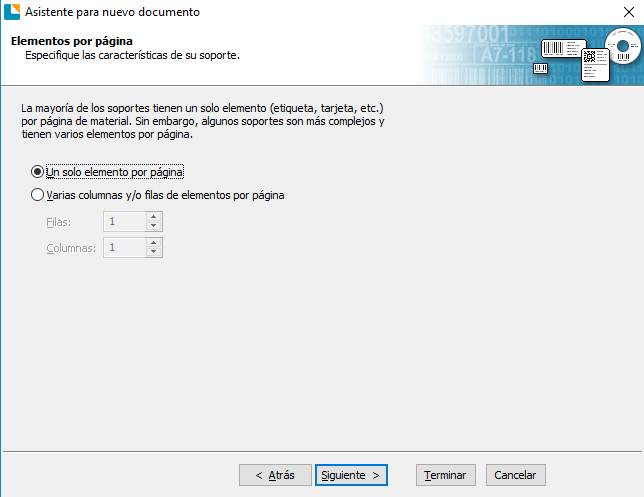 Asistente para nuevo documento
Elementos por página
Especifique las características de su soporte.
3597001
A7-118
La mayoría de los soportes tienen un solo elemento (etiqueta, tarjeta, etc.)
por página de material. Sin embargo, algunos soportes son más complejos y
tienen varios elementos por página.
Un solo elemento por página
Varias columnas y/o filas de elementos por página
Filas: 1
Columnas: 1
< Atrás Siguiente > Terminar Cancelar